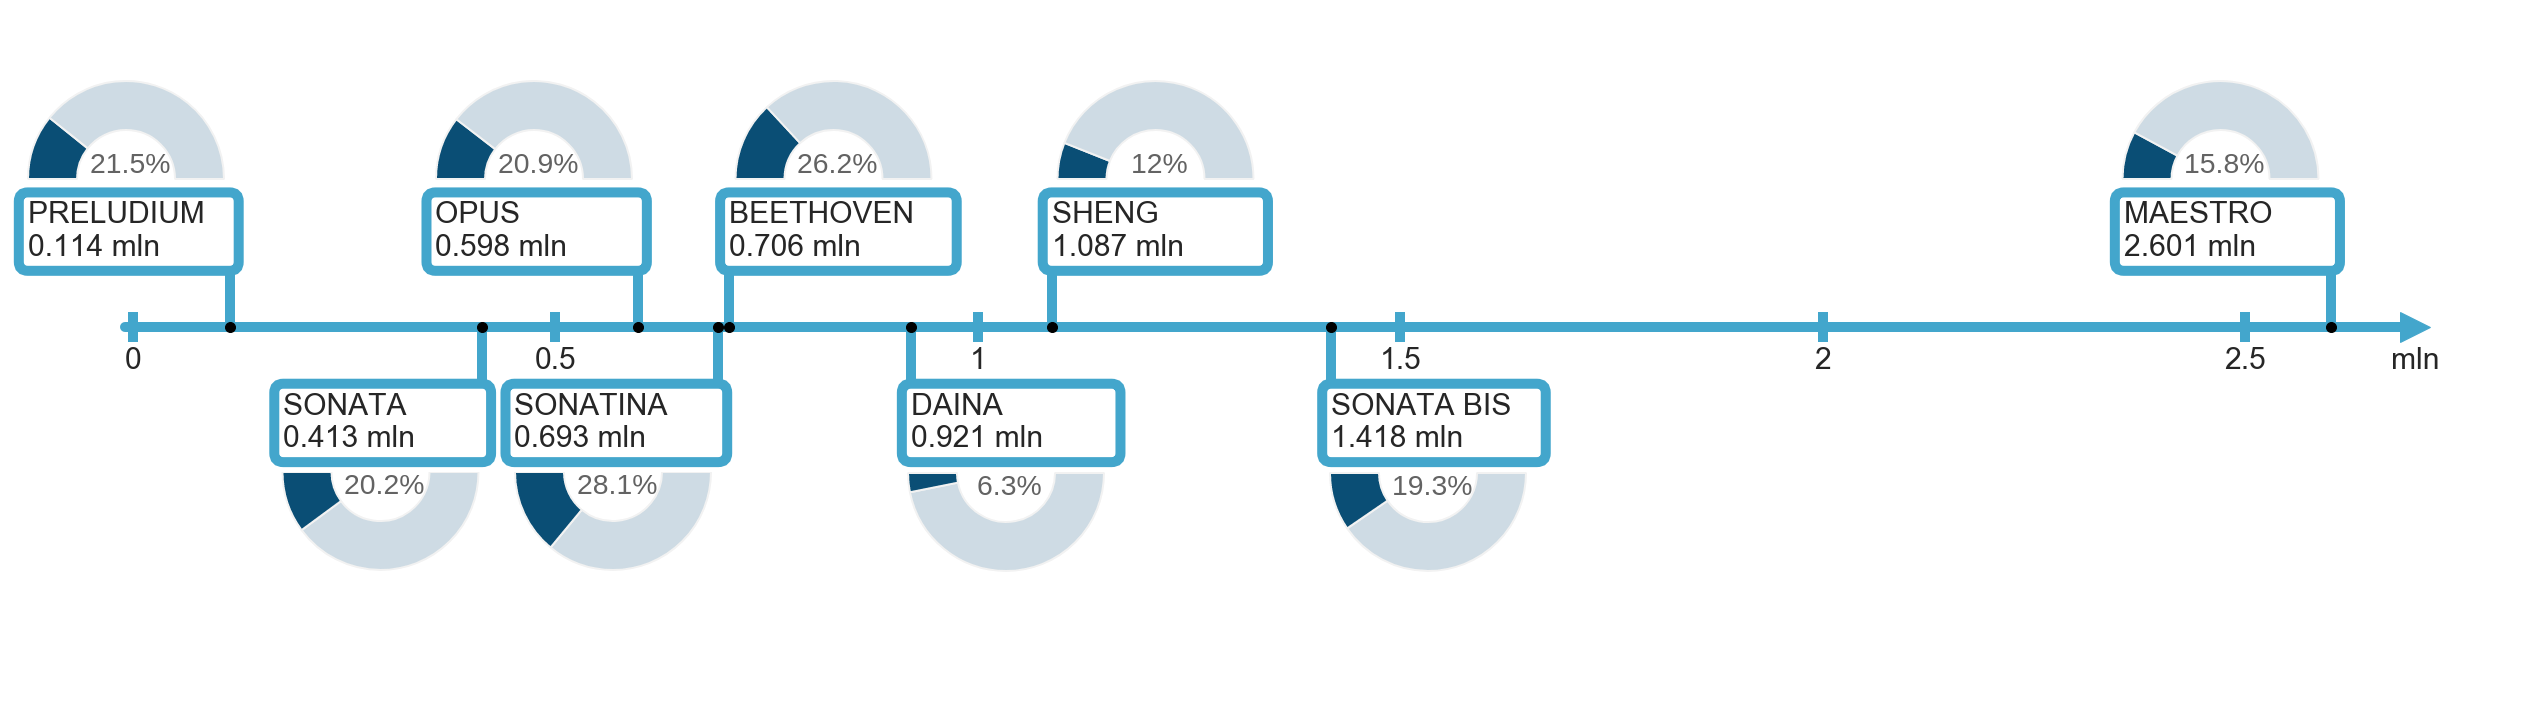 21.5%
PRELUDIUM
0.114 mln
20.9%
OPUS
0.598 mln
26.2%
BEETHOVEN
0.706 mln
12%
SHENG
1.087 mln
15.8%
MAESTRO
2.601 mln
0
0.5
1
1.5
2
2.5
mln
SONATA
0.413 mln
20.2%
SONATINA
0.693 mln
28.1%
DAINA
0.921 mln
6.3%
SONATA BIS
1.418 mln
19.3%